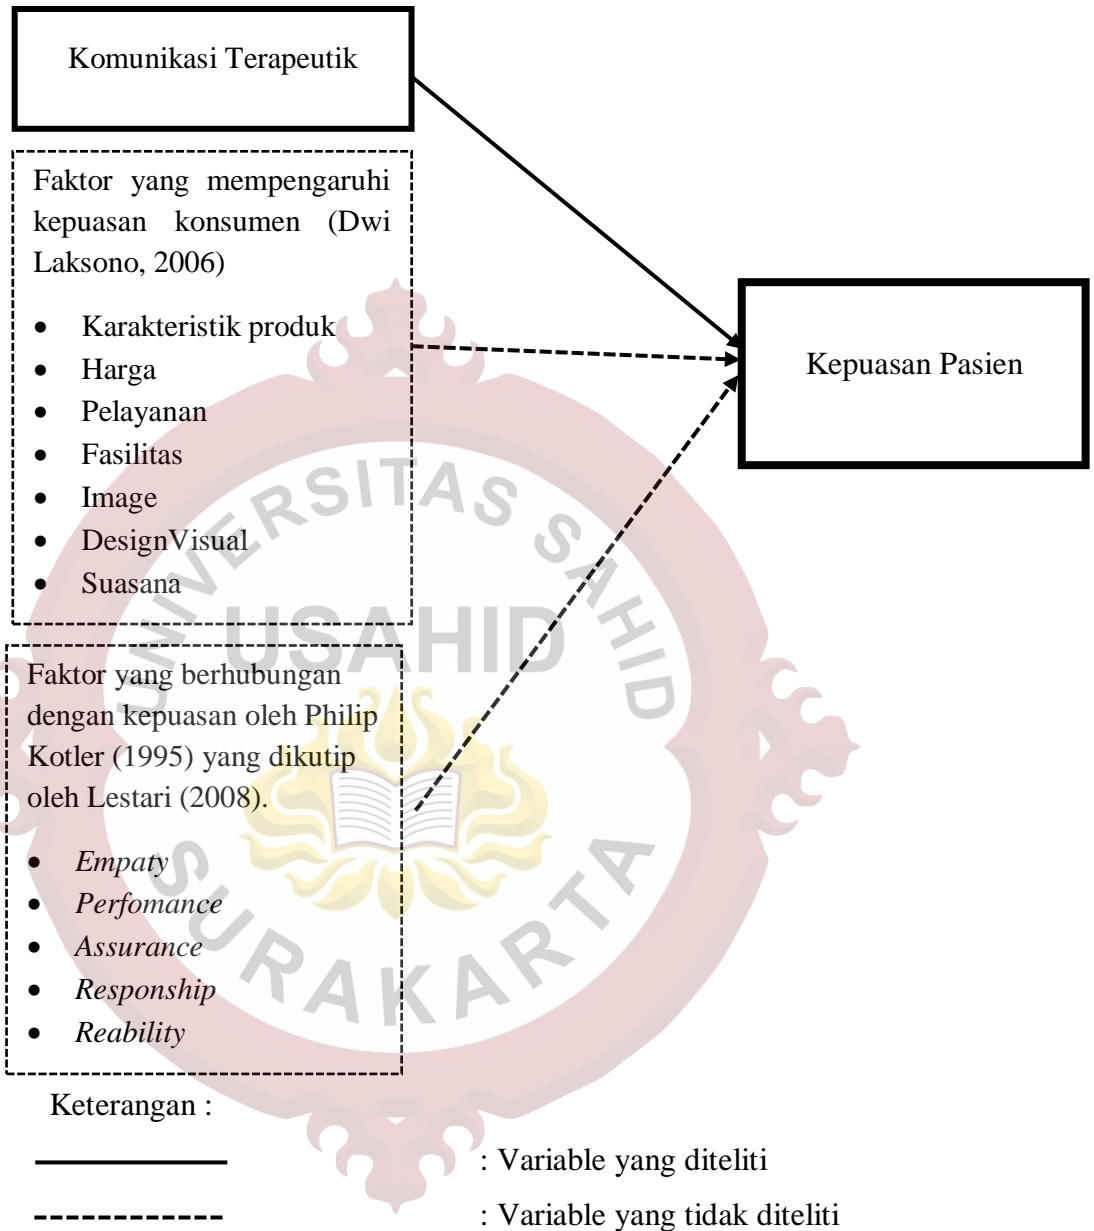 Komunikasi Terapeutik
Faktor yang mempengaruhi
kepuasan konsumen (Dwi
Laksono, 2006)
• Karakteristik produk
• Harga
• Pelayanan
• Fasilitas
• Image
• DesignVisual
• Suasana
Kepuasan Pasien
Faktor yang berhubungan
dengan kepuasan oleh Philip
Kotler (1995) yang dikutip
oleh Lestari (2008).
• Empaty
• Perfomance
• Assurance
• Responship
• Reability
Keterangan :
: Variable yang diteliti
: Variable yang tidak diteliti
UNIVERSITAS SAHID
USAHID
SURAKARTA